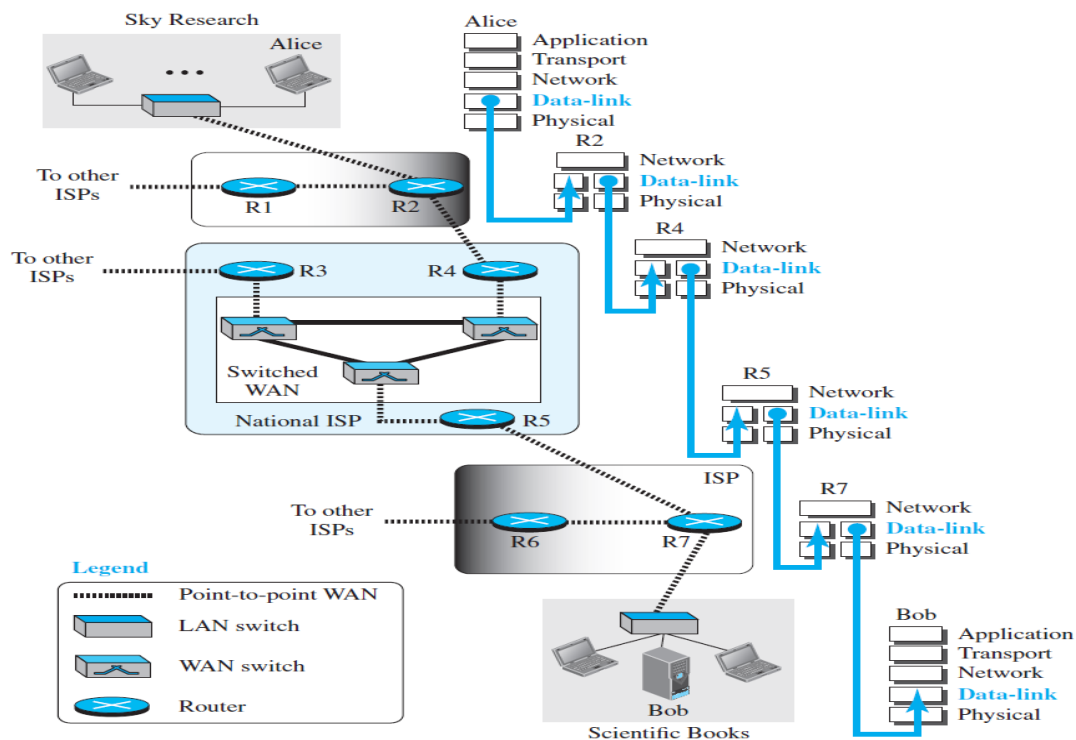 Sky Research
Alice
Alice
Application
Transport
Network
Data-link
Physical
R2
Network
Data-link
Physical
To other
ISPs
R1
R2
R4
Network
Data-link
Physical
To other
ISPs
R3
R4
Switched
WAN
National ISP
R5
R5
Network
Data-link
Physical
ISP
To other
ISPs
R6
R7
R7
Network
Data-link
Physical
Legend
Point-to-point WAN
LAN switch
WAN switch
Router
Bob
Scientific Books
Bob
Application
Transport
Network
Data-link
Physical